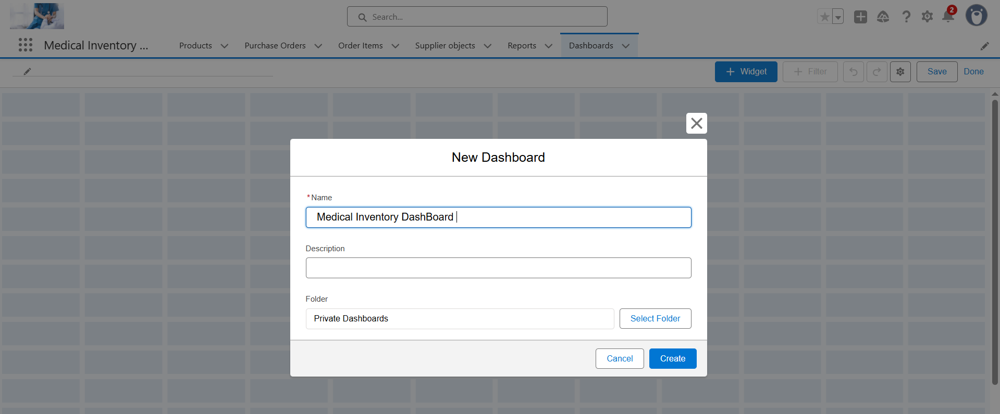 Search...
2
Medical Inventory ...
Products
Purchase Orders
Order Items
Supplier objects
Reports
Dashboards
+ Widget
+ Filter
Save
Done
New Dashboard
*Name
Medical Inventory DashBoard
Description
Folder
Private Dashboards
Select Folder
Cancel
Create